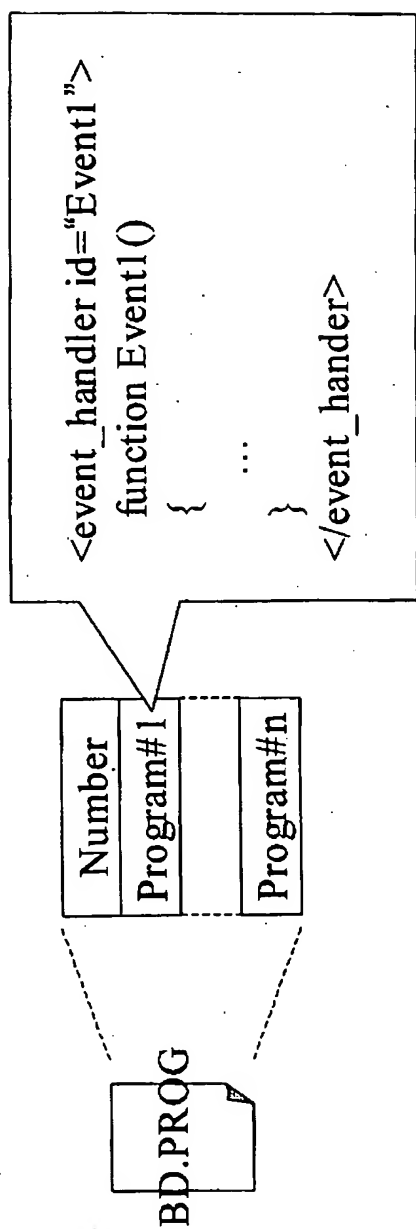 BD.PROG
Number
Program#1
Program#n
<event_handler id="Event1">
function Event1()
{
...
}
</event_hander>